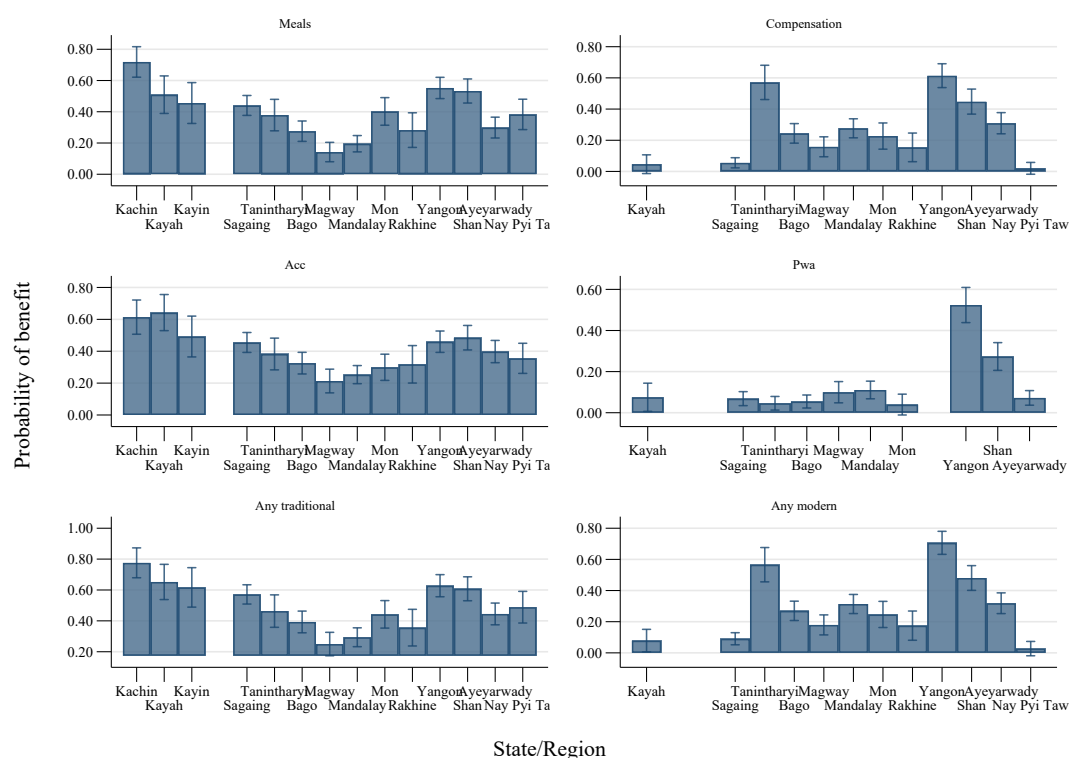 Probability of benefit
Meals
0.80
0.60
0.40
0.20
0.00
Kachin Kayin Tanintharyi Magway Mon Yangon Ayeyarwady
Kayah Sagaing Bago Mandalay Rakhine Shan Nay Pyi Ta
Compensation
0.80
0.60
0.40
0.20
0.00
Kayah Tanintharyi Magway Mon Yangon Ayeyarwady
Sagaing Bago Mandalay Rakhine Shan Nay Pyi Taw
Acc
0.80
0.60
0.40
0.20
0.00
Kachin Kayin Tanintharyi Magway Mon Yangon Ayeyarwady
Kayah Sagaing Bago Mandalay Rakhine Shan Nay Pyi Ta
Pwa
0.60
0.40
0.20
0.00
Kayah Tanintharyi Magway Mon Shan
Sagaing Bago Mandalay Yangon Ayeyarwady
Any traditional
1.00
0.80
0.60
0.40
0.20
Kachin Kayin Tanintharyi Magway Mon Yangon Ayeyarwady
Kayah Sagaing Bago Mandalay Rakhine Shan Nay Pyi Ta
Any modern
0.80
0.60
0.40
0.20
0.00
Kayah Tanintharyi Magway Mon Yangon Ayeyarwady
Sagaing Bago Mandalay Rakhine Shan Nay Pyi Taw
State/Region